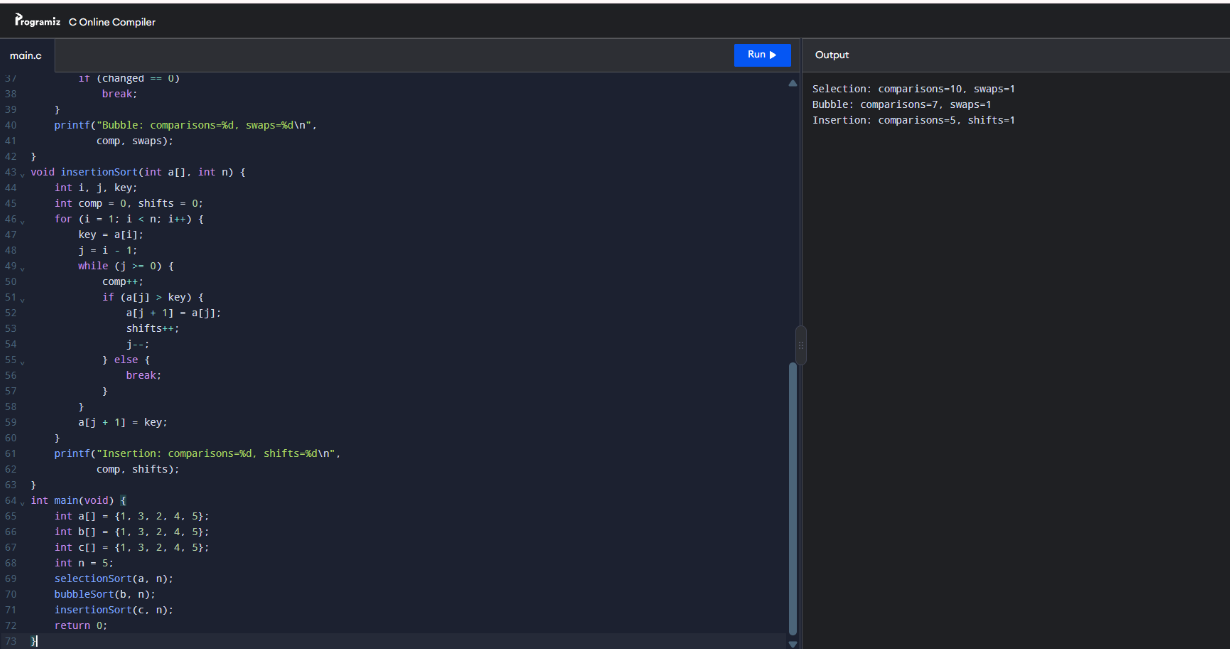 Programiz C Online Compiler
main.c
Run
Output
37 if (changed == 0)
38 break;
39 }
40 printf("Bubble: comparisons=%d, swaps=%d\n",
41 comp, swaps);
42 }
43 void insertionSort(int a[], int n) {
44 int i, j, key;
45 int comp = 0, shifts = 0;
46 for (i = 1; i < n; i++) {
47 key = a[i];
48 j = i - 1;
49 while (j >= 0) {
50 comp++;
51 if (a[j] > key) {
52 a[j + 1] = a[j];
53 shifts++;
54 j--;
55 } else {
56 break;
57 }
58 }
59 a[j + 1] = key;
60 }
61 printf("Insertion: comparisons=%d, shifts=%d\n",
62 comp, shifts);
63 }
64 int main(void) {
65 int a[] = {1, 3, 2, 4, 5};
66 int b[] = {1, 3, 2, 4, 5};
67 int c[] = {1, 3, 2, 4, 5};
68 int n = 5;
69 selectionSort(a, n);
70 bubbleSort(b, n);
71 insertionSort(c, n);
72 return 0;
73 }
Selection: comparisons=10, swaps=1
Bubble: comparisons=7, swaps=1
Insertion: comparisons=5, shifts=1